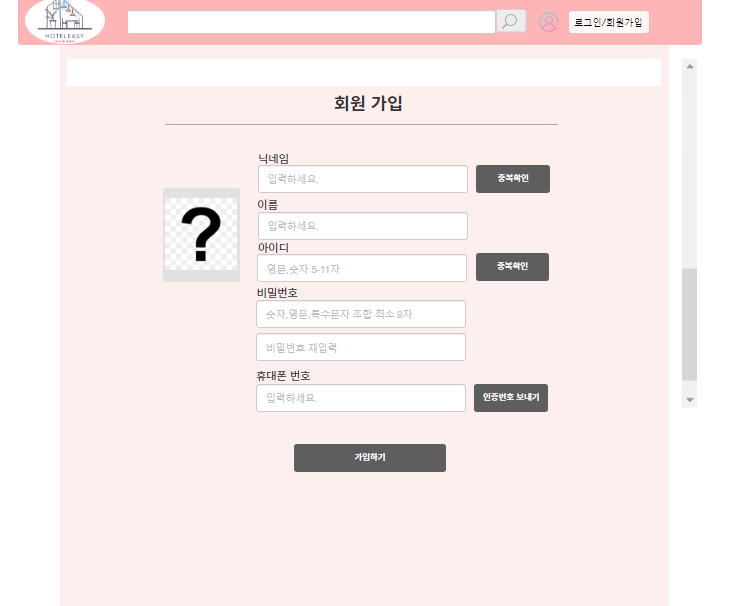 HOTELEASY
로그인/회원가입
회원 가입
닉네임
입력하세요.
중복확인
?
이름
입력하세요.
아이디
영문,숫자 5-11자
중복확인
비밀번호
숫자,영문,특수문자 조합 최소 8자
비밀번호 재입력
휴대폰 번호
입력하세요.
인증번호 보내기
가입하기